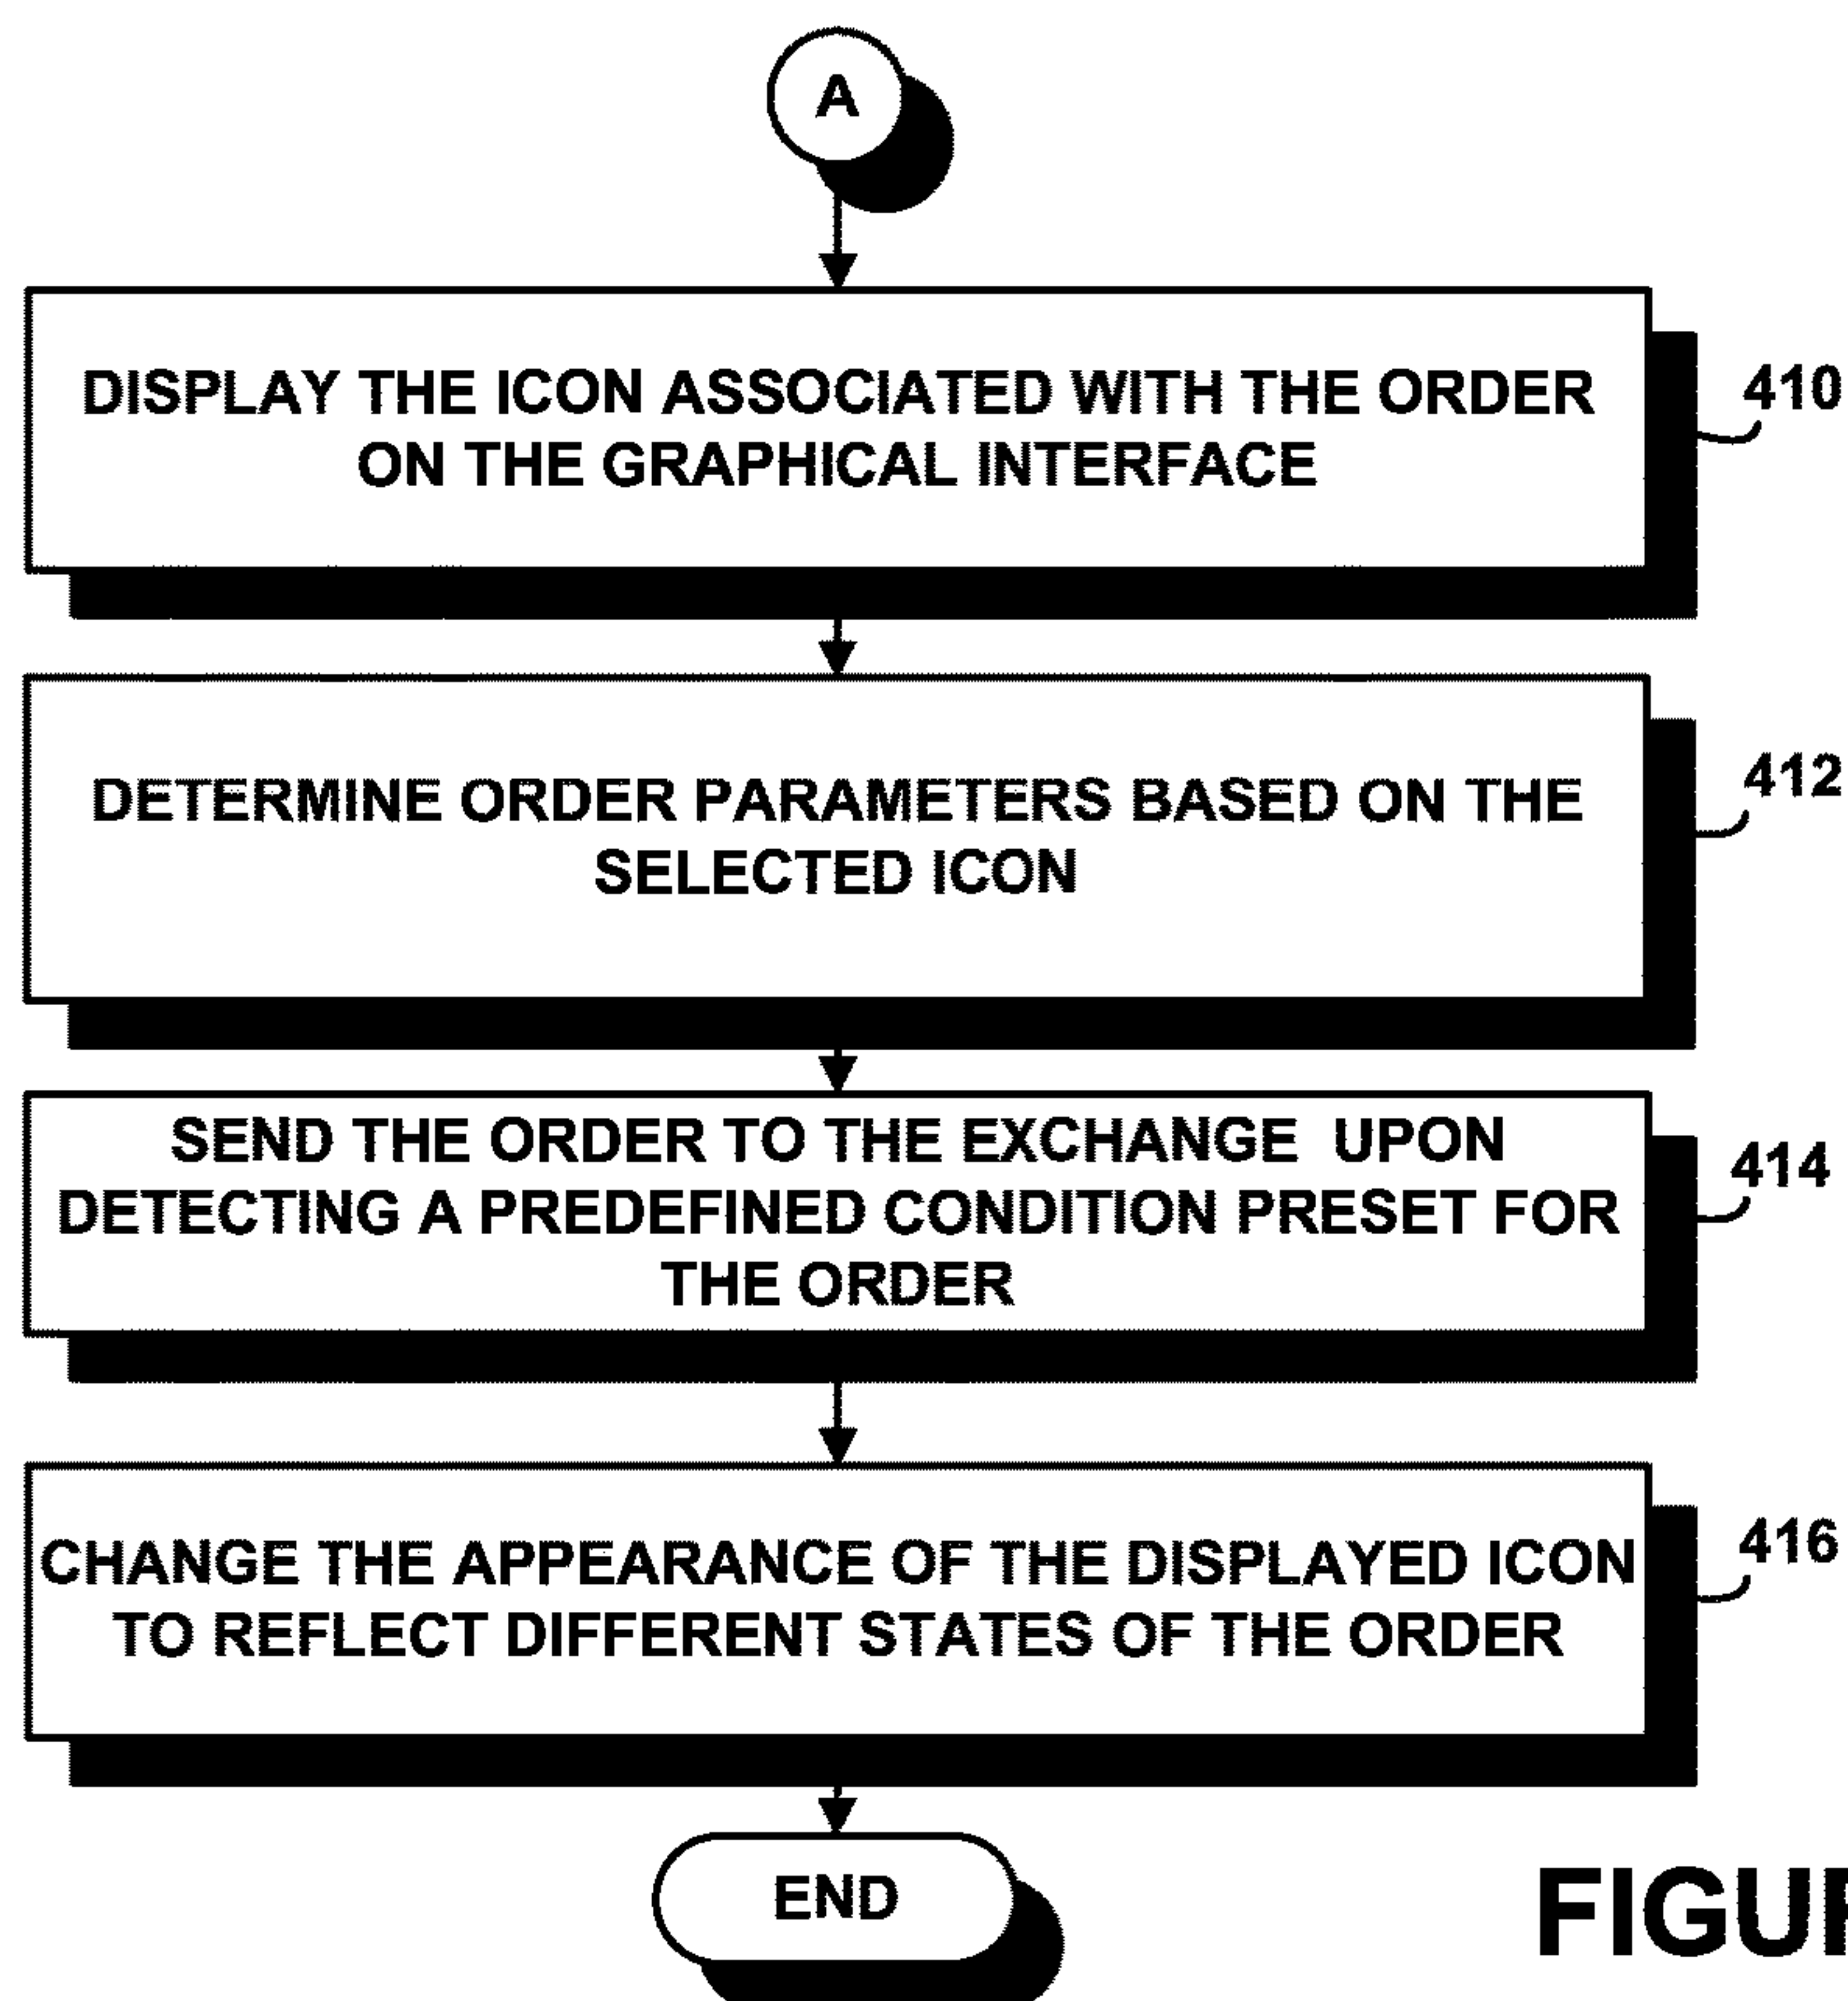 A
DISPLAY THE ICON ASSOCIATED WITH THE ORDER
ON THE GRAPHICAL INTERFACE
410
DETERMINE ORDER PARAMETERS BASED ON THE
SELECTED ICON
412
SEND THE ORDER TO THE EXCHANGE UPON
DETECTING A PREDEFINED CONDITION PRESET FOR
THE ORDER
414
CHANGE THE APPEARANCE OF THE DISPLAYED ICON
TO REFLECT DIFFERENT STATES OF THE ORDER
416
END